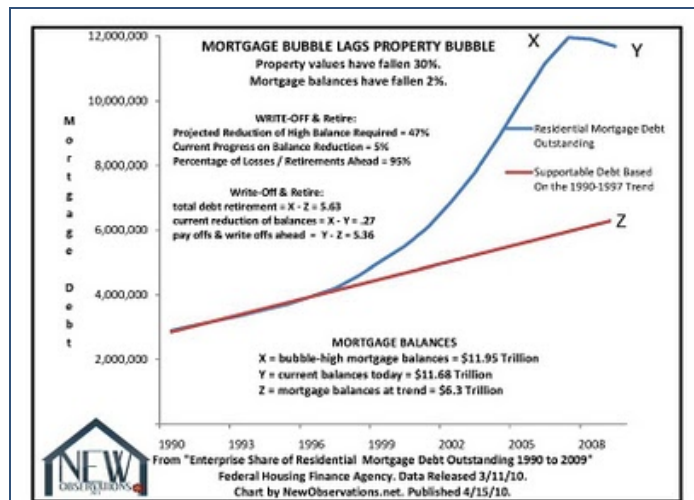 12,000,000
10,000,000
8,000,000
6,000,000
4,000,000
2,000,000
Mortgage Debt
MORTGAGE BUBBLE LAGS PROPERTY BUBBLE
Property values have fallen 30%.
Mortgage balances have fallen 2%.
X
Y
WRITE-OFF & Retire:
Projected Reduction of High Balance Required = 47%
Current Progress on Balance Reduction = 5%
Percentage of Losses / Retirements Ahead = 95%
Residential Mortgage Debt
Outstanding
Supportable Debt Based
On the 1990-1997 Trend
Write-Off & Retire:
total debt retirement = X - Z = 5.63
current reduction of balances = X - Y = .27
pay offs & write offs ahead = Y - Z = 5.36
Z
MORTGAGE BALANCES
X = bubble-high mortgage balances = $11.95 Trillion
Y = current balances today = $11.68 Trillion
Z = mortgage balances at trend = $6.3 Trillion
1990 1993 1996 1999 2002 2005 2008
NEW
OBSERVATIONS.NET
From "Enterprise Share of Residential Mortgage Debt Outstanding 1990 to 2009"
Federal Housing Finance Agency. Data Released 3/11/10.
Chart by NewObservations.net. Published 4/15/10.